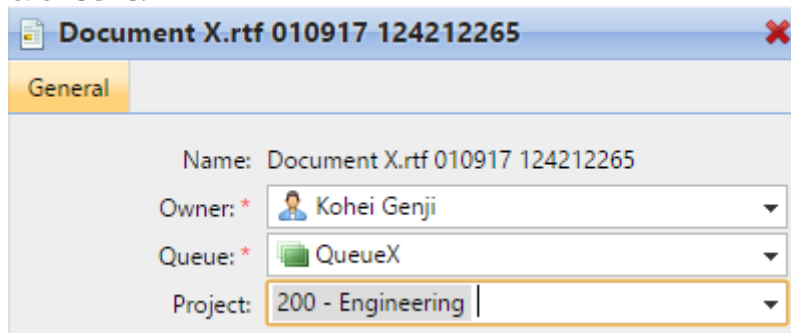 Document X.rtf 010917 124212265
General
Name: Document X.rtf 010917 124212265
Owner: * Kohei Genji
Queue: * QueueX
Project: 200 - Engineering